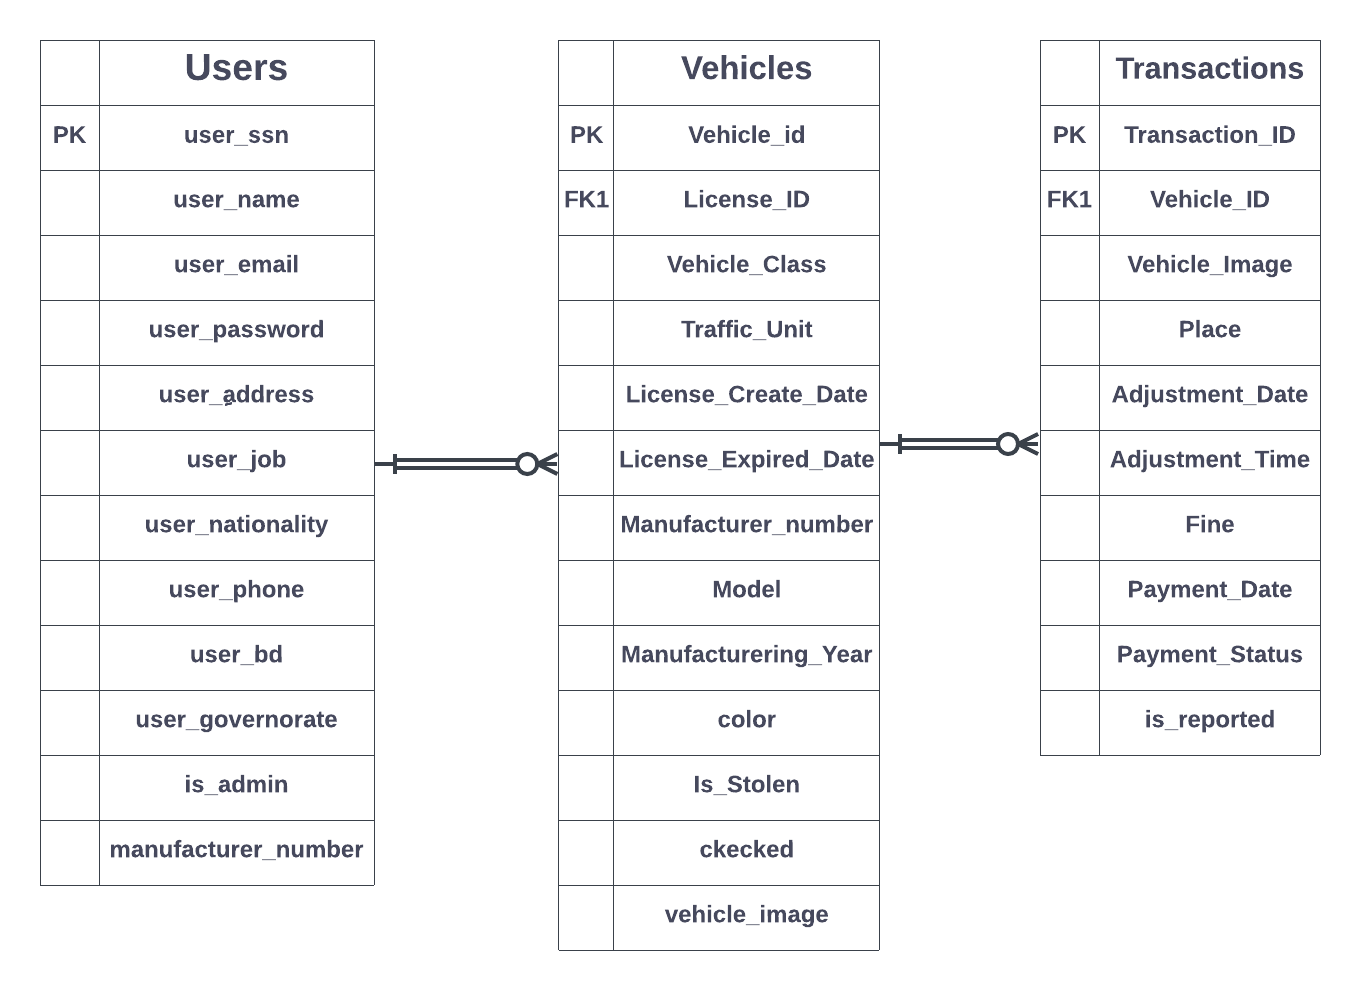 Users
PK user_ssn
user_name
user_email
user_password
user_address
user_job
user_nationality
user_phone
user_bd
user_governorate
is_admin
manufacturer_number
Vehicles
PK Vehicle_id
FK1 License_ID
Vehicle_Class
Traffic_Unit
License_Create_Date
License_Expired_Date
Manufacturer_number
Model
Manufacturering_Year
color
Is_Stolen
ckecked
vehicle_image
Transactions
PK Transaction_ID
FK1 Vehicle_ID
Vehicle_Image
Place
Adjustment_Date
Adjustment_Time
Fine
Payment_Date
Payment_Status
is_reported